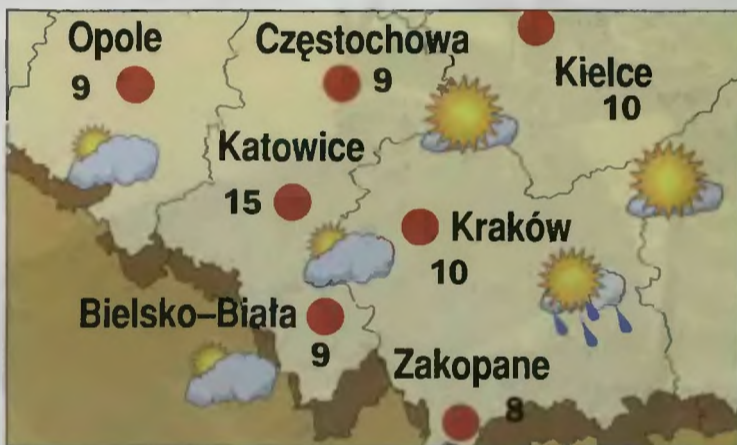 Opole
9
Częstochowa
9
Kielce
10
Katowice
15
Kraków
10
Bielsko–Biała
9
Zakopane
8